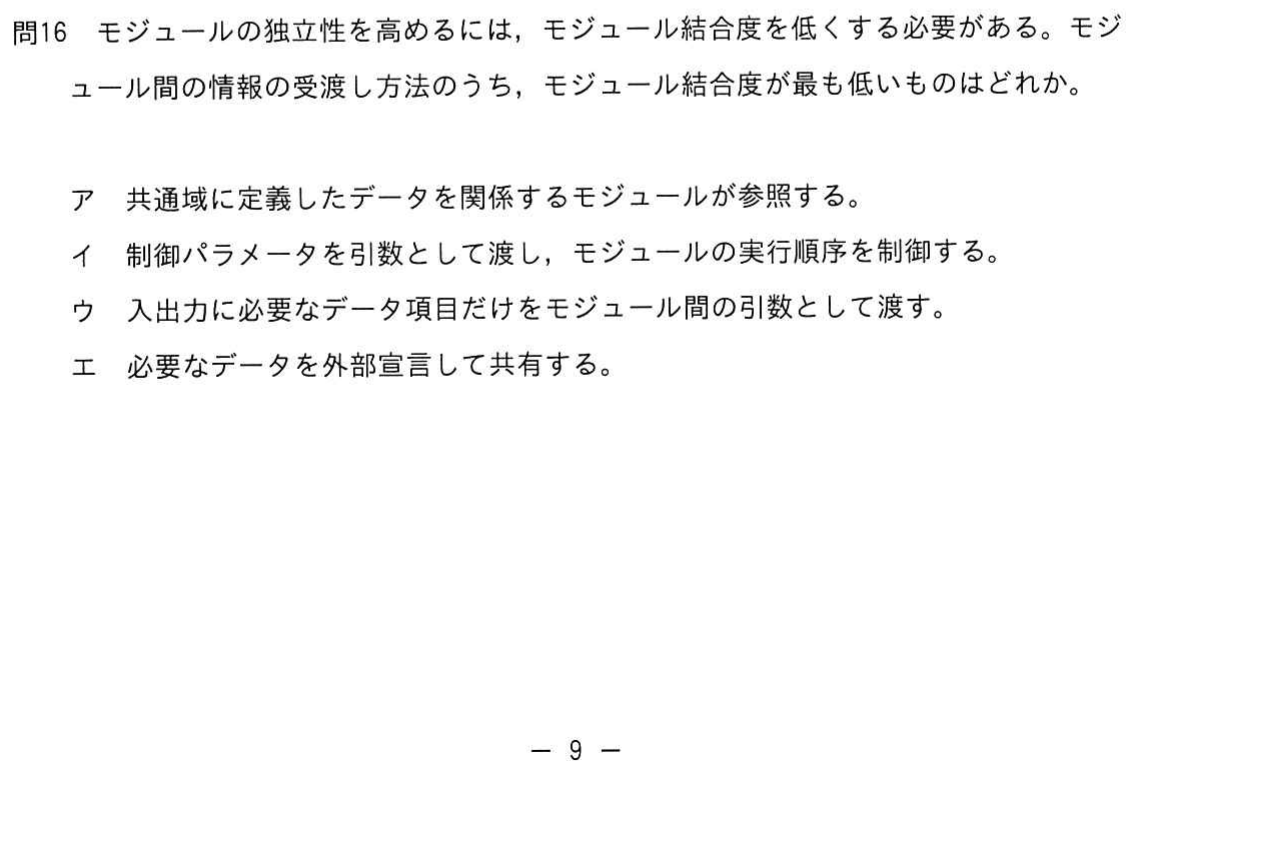 問16　モジュールの独立性を高めるには，モジュール結合度を低くする必要がある。モジ
ュール間の情報の受渡し方法のうち，モジュール結合度が最も低いものはどれか。
ア　共通域に定義したデータを関係するモジュールが参照する。
イ　制御パラメータを引数として渡し，モジュールの実行順序を制御する。
ウ　入出力に必要なデータ項目だけをモジュール間の引数として渡す。
エ　必要なデータを外部宣言して共有する。
－ 9 －